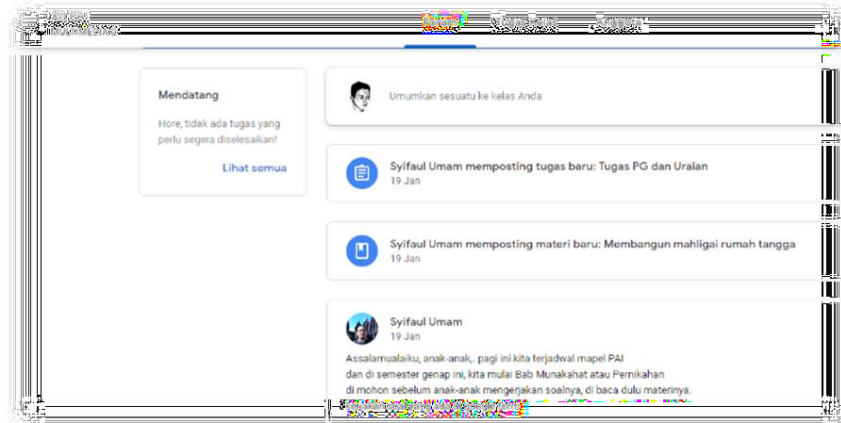 Mendatang
Hore, tidak ada tugas yang
perlu segera diselesaikan!
Lihat semua
Umumkan sesuatu ke kelas Anda
Syifaul Umam memposting tugas baru: Tugas PG dan Uraian
19 Jan
Syifaul Umam memposting materi baru: Membangun mahligai rumah tangga
19 Jan
Syifaul Umam
19 Jan
Assalamualaiku, anak-anak,. pagi ini kita terjadwal mapel PAI
dan di semester genap ini, kita mulai Bab Munakahat atau Pernikahan
di mohon sebelum anak-anak mengerjakan soalnya, di baca dulu materinya.